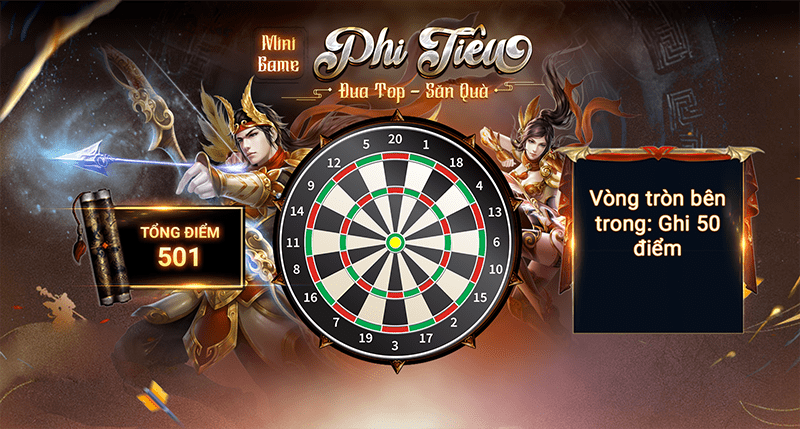 Mini
Game
Phi Tiêu
Đua Top - Săn Quà
TỔNG ĐIỂM
501
20
1
18
4
13
6
10
15
2
17
3
19
7
16
8
11
14
9
12
5
Vòng tròn bên
trong: Ghi 50
điểm